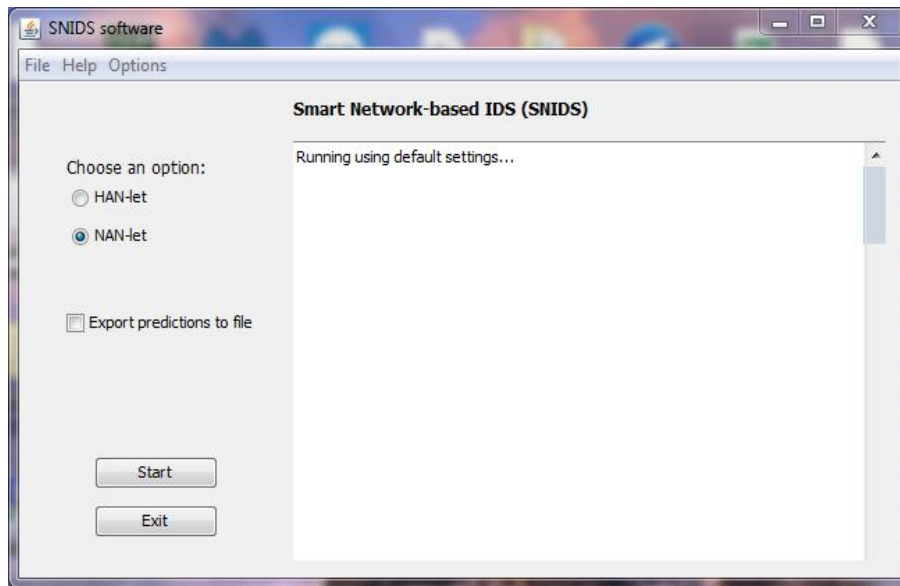 SNIDS software
File Help Options
Smart Network-based IDS (SNIDS)
Choose an option:
HAN-let
NAN-let
Export predictions to file
Start
Exit
Running using default settings...